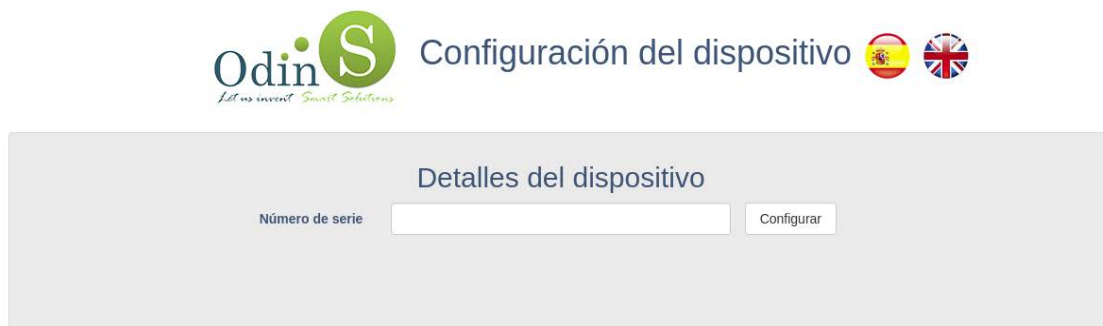 OdinS
Let us invent Smart Solutions
Configuración del dispositivo
Detalles del dispositivo
Número de serie
Configurar